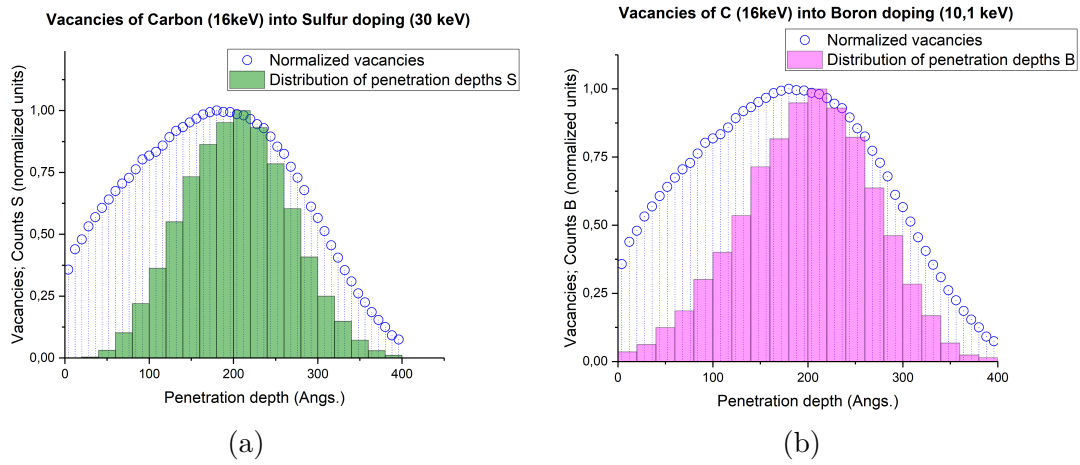 Vacancies of Carbon (16keV) into Sulfur doping (30 keV)
Normalized vacancies
Distribution of penetration depths S
Vacancies; Counts S (normalized units)
1,00
0,75
0,50
0,25
0,00
0
100
200
300
400
Penetration depth (Angs.)
(a)
Vacancies of C (16keV) into Boron doping (10,1 keV)
Normalized vacancies
Distribution of penetration depths B
Vacancies; Counts B (normalized units)
1,00
0,75
0,50
0,25
0,00
0
100
200
300
400
Penetration depth (Angs.)
(b)